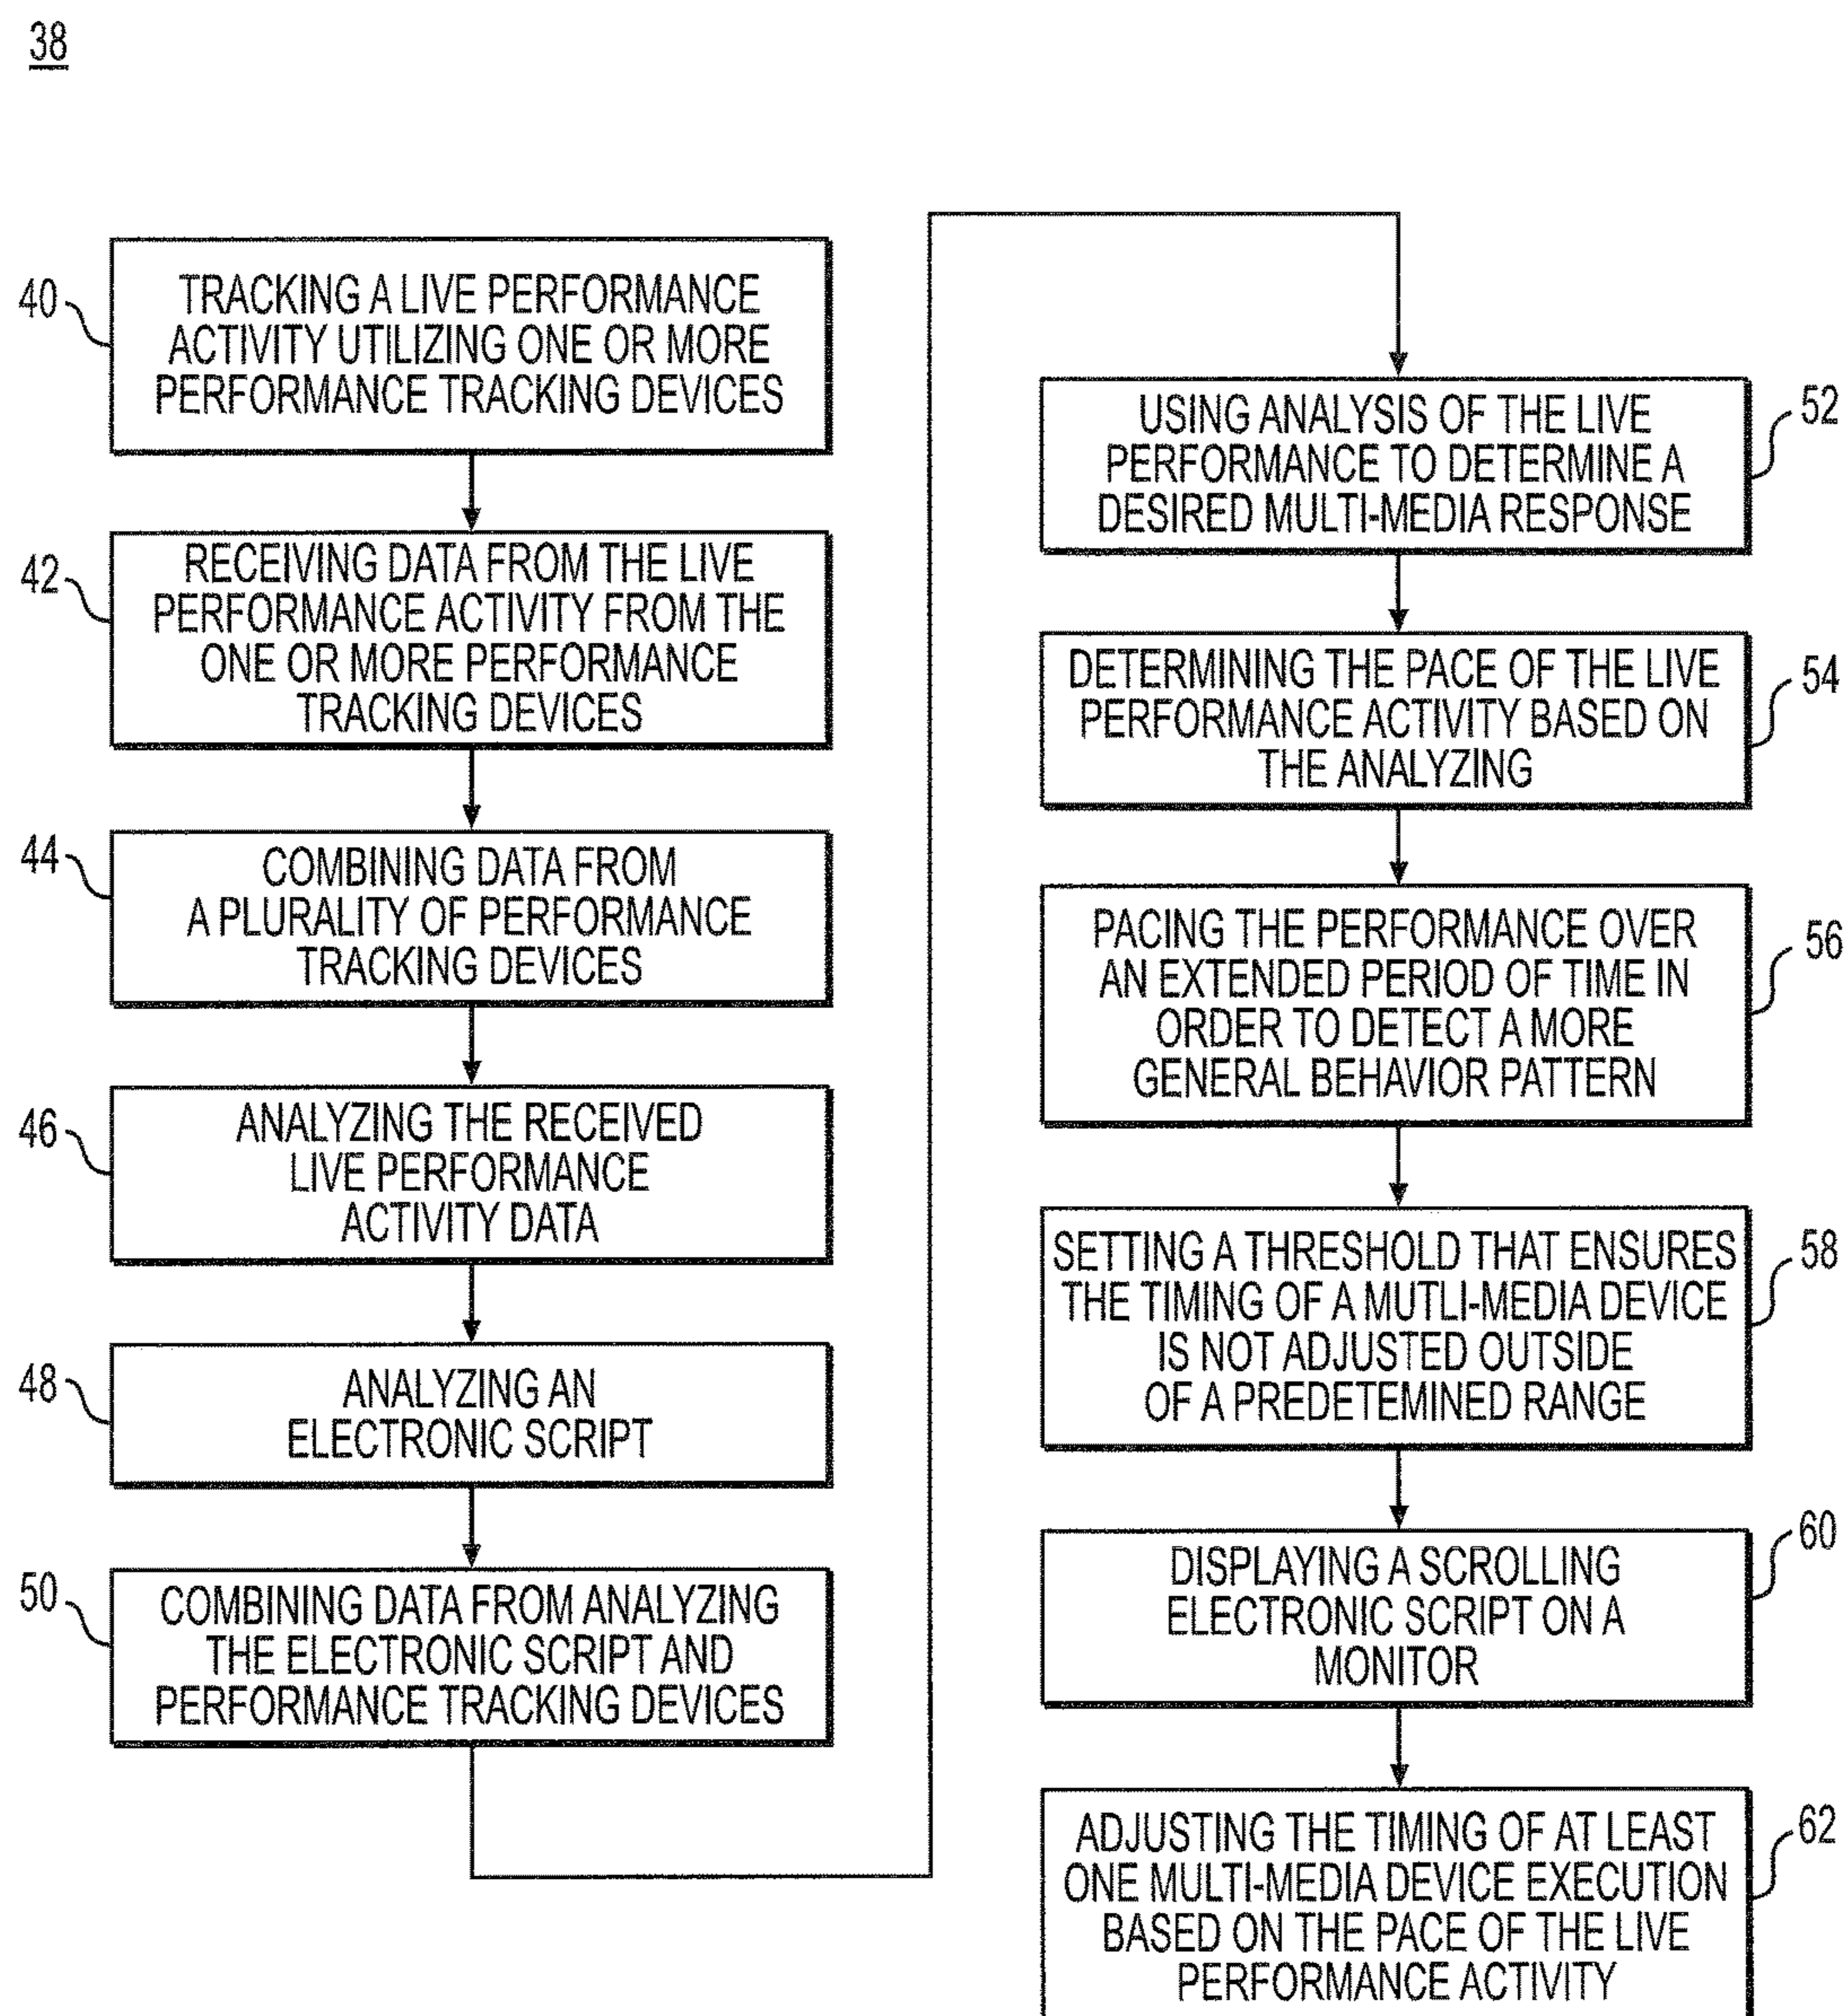 38
40
TRACKING A LIVE PERFORMANCE
ACTIVITY UTILIZING ONE OR MORE
PERFORMANCE TRACKING DEVICES
42
RECEIVING DATA FROM THE LIVE
PERFORMANCE ACTIVITY FROM THE
ONE OR MORE PERFORMANCE
TRACKING DEVICES
44
COMBINING DATA FROM
A PLURALITY OF PERFORMANCE
TRACKING DEVICES
46
ANALYZING THE RECEIVED
LIVE PERFORMANCE
ACTIVITY DATA
48
ANALYZING AN
ELECTRONIC SCRIPT
50
COMBINING DATA FROM ANALYZING
THE ELECTRONIC SCRIPT AND
PERFORMANCE TRACKING DEVICES
52
USING ANALYSIS OF THE LIVE
PERFORMANCE TO DETERMINE A
DESIRED MULTI-MEDIA RESPONSE
54
DETERMINING THE PACE OF THE LIVE
PERFORMANCE ACTIVITY BASED ON
THE ANALYZING
56
PACING THE PERFORMANCE OVER
AN EXTENDED PERIOD OF TIME IN
ORDER TO DETECT A MORE
GENERAL BEHAVIOR PATTERN
58
SETTING A THRESHOLD THAT ENSURES
THE TIMING OF A MUTLI-MEDIA DEVICE
IS NOT ADJUSTED OUTSIDE
OF A PREDETEMINED RANGE
60
DISPLAYING A SCROLLING
ELECTRONIC SCRIPT ON A
MONITOR
62
ADJUSTING THE TIMING OF AT LEAST
ONE MULTI-MEDIA DEVICE EXECUTION
BASED ON THE PACE OF THE LIVE
PERFORMANCE ACTIVITY